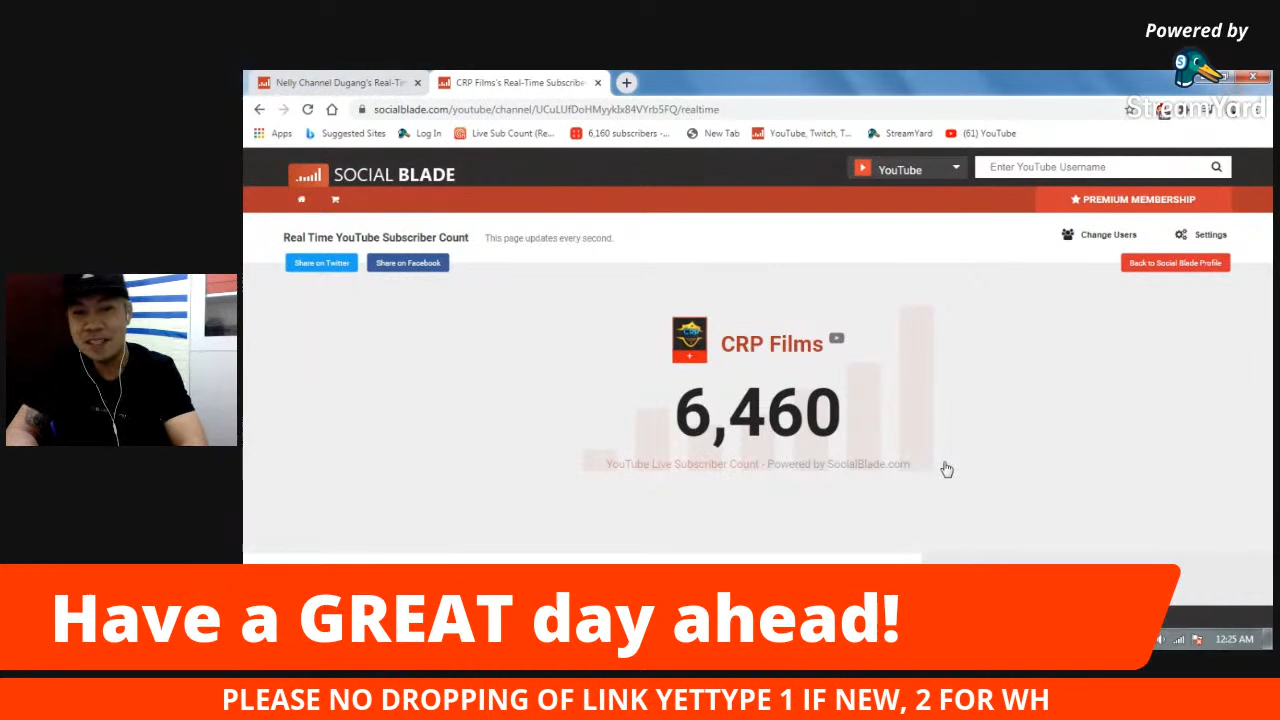 Powered by
StreamYard
Nelly Channel Dugang's Real-Tim
CRP Films's Real-Time Subscribe
socialblade.com/youtube/channel/UCuLUfDoHMyykIx84VYrb5FQ/realtime
Apps
Suggested Sites
Log In
Live Sub Count (Re...
6,160 subscribers -...
New Tab
YouTube, Twitch, T...
StreamYard
(61) YouTube
SOCIAL BLADE
YouTube
Enter YouTube Username
PREMIUM MEMBERSHIP
Real Time YouTube Subscriber Count
This page updates every second.
Change Users
Settings
Share on Twitter
Share on Facebook
Back to Social Blade Profile
CRP
CRP Films
6,460
YouTube Live Subscriber Count - Powered by SocialBlade.com
Have a GREAT day ahead!
12:25 AM
PLEASE NO DROPPING OF LINK YETTYPE 1 IF NEW, 2 FOR WH